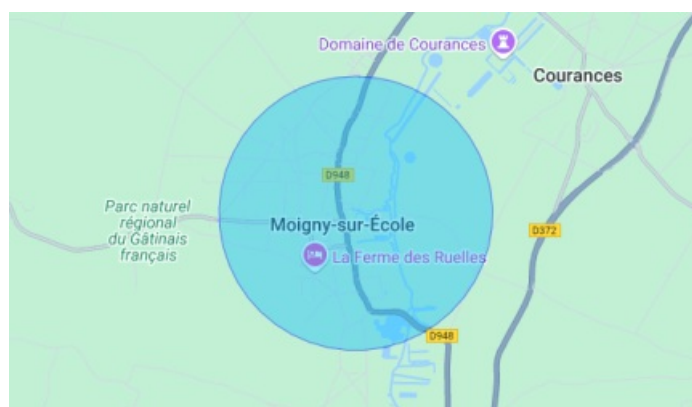 Domaine de Courances
Courances
D948
Parc naturel
régional
du Gâtinais
français
Moigny-sur-École
D372
La Ferme des Ruelles
D948